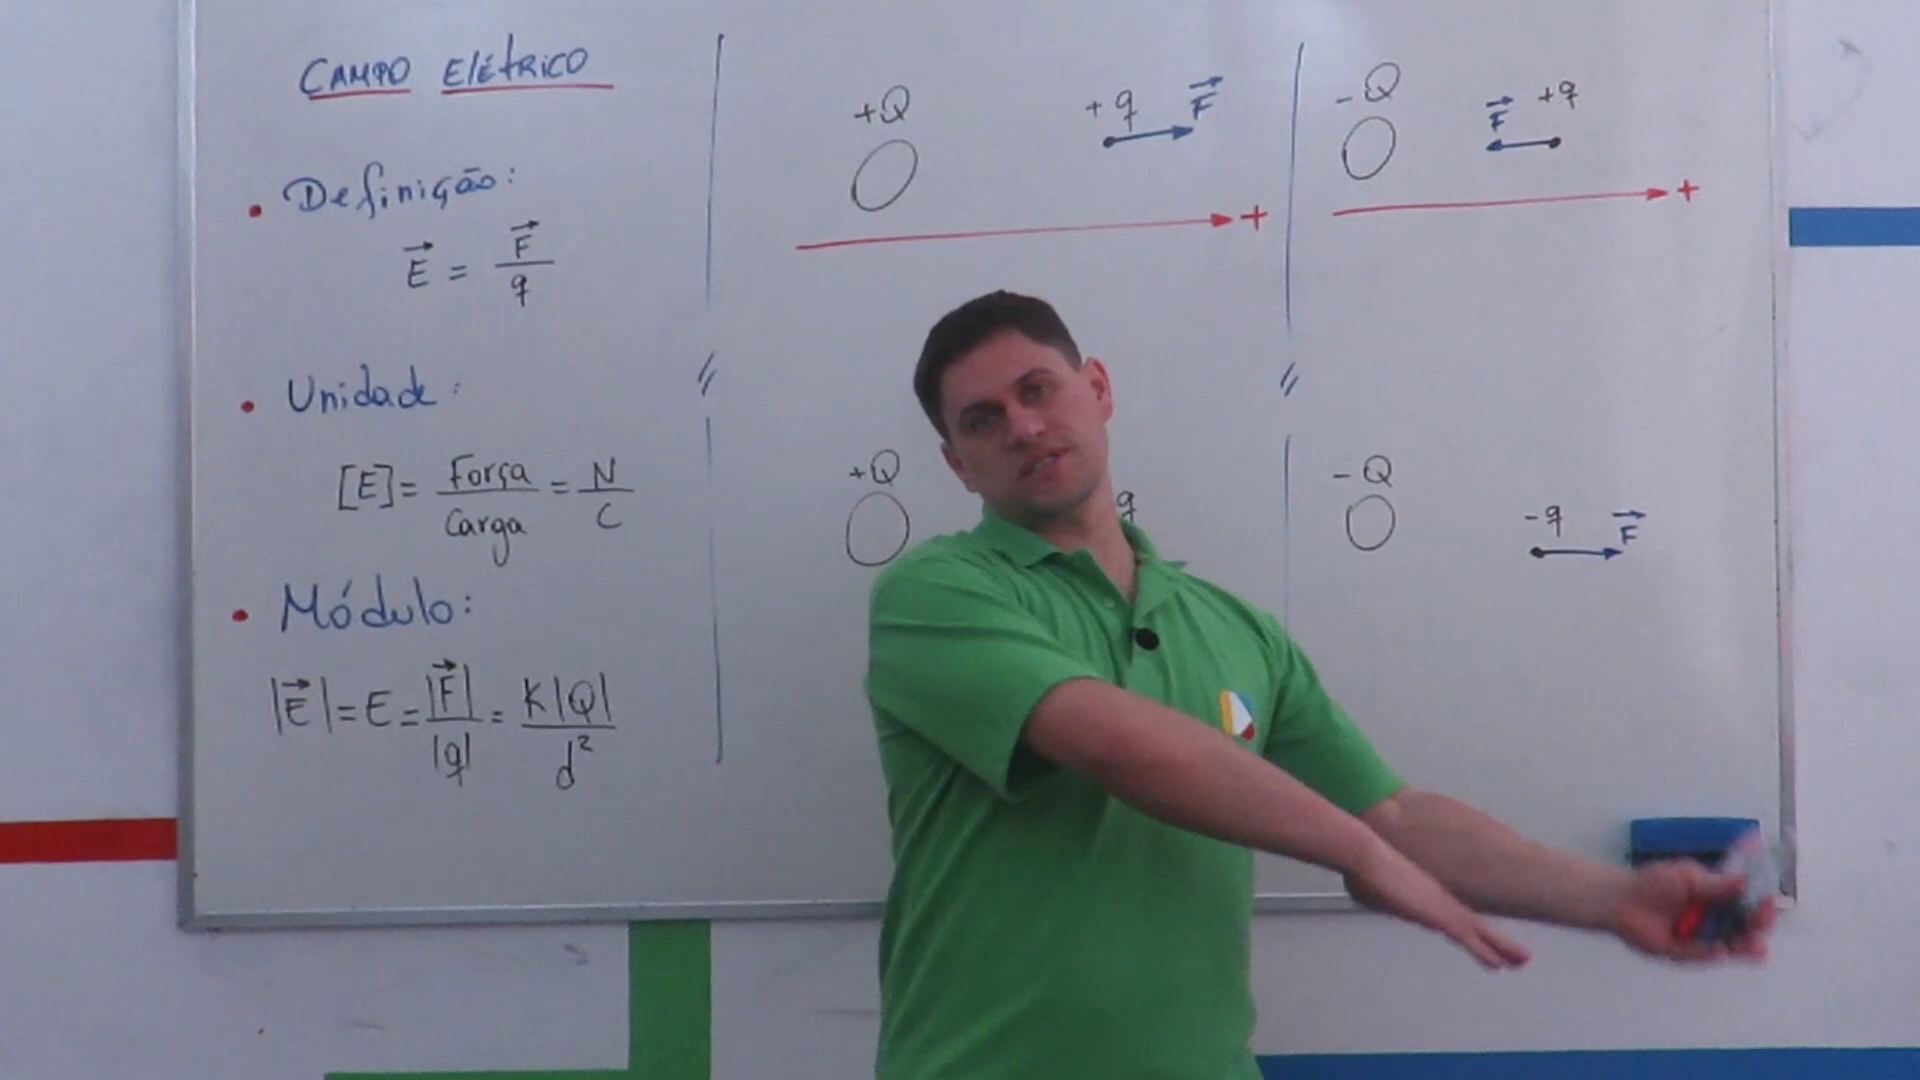 CAMPO ElétRICO
• Definição:
E⃗ = F⃗ / q
• Unidade:
[E] = Força / Carga = N / C
• Módulo:
|E⃗| = E = |F⃗| / |q| = K|Q| / d²
+Q +q F⃗
+
+Q q
-Q F⃗ +q
+
-Q -q F⃗